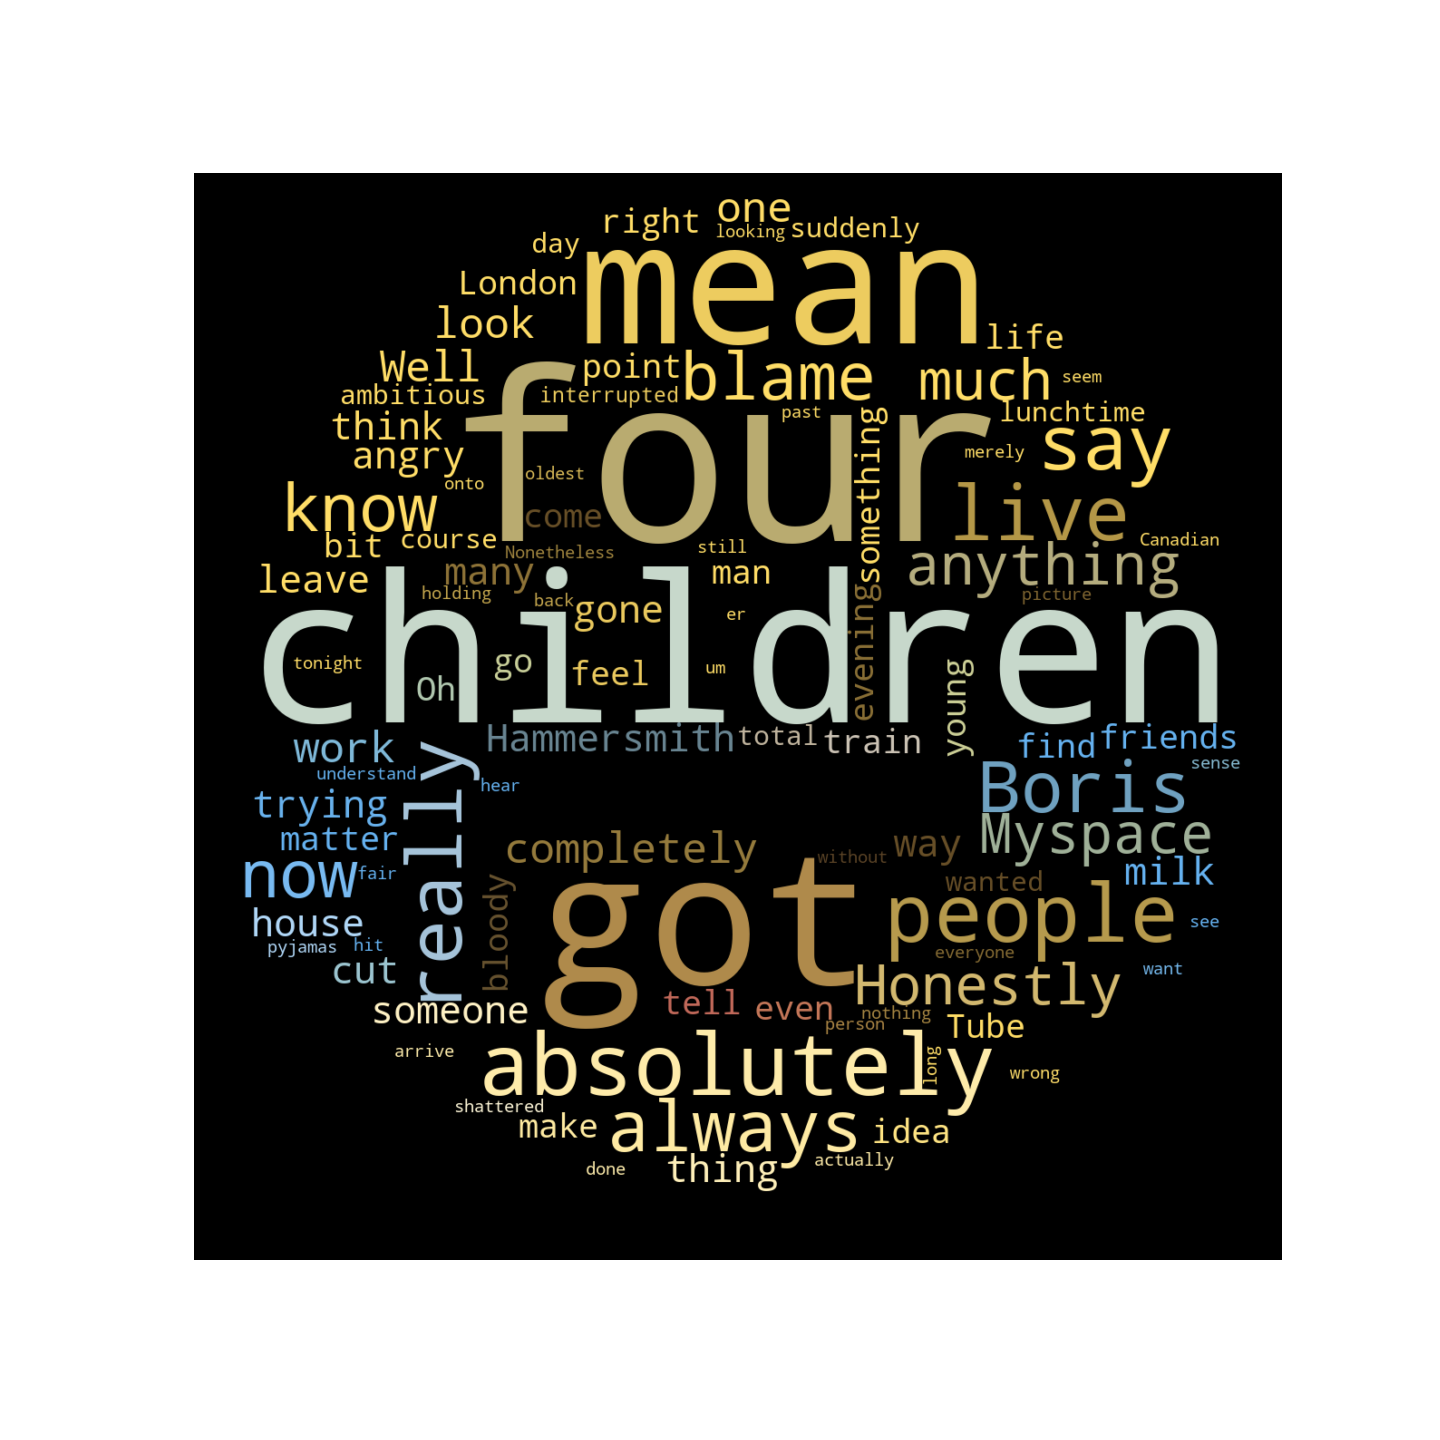 one
right
looking
suddenly
day
mean
London
look
life
Well
point
blame
much
seem
ambitious
interrupted
past
lunchtime
think
four
something
say
angry
merely
onto
oldest
know
live
come
bit
course
Nonetheless
still
Canadian
leave
many
man
anything
holding
back
gone
er
evening
picture
children
tonight
Oh
go
feel
um
young
work
Hammersmith
total
train
find
friends
understand
really
hear
Boris
sense
trying
matter
Myspace
now
fair
completely
without
way
milk
house
bloody
got
wanted
people
see
pyjamas
hit
everyone
cut
Honestly
want
someone
tell
even
nothing
person
Tube
arrive
absolutely
long
wrong
shattered
make
always
idea
done
thing
actually